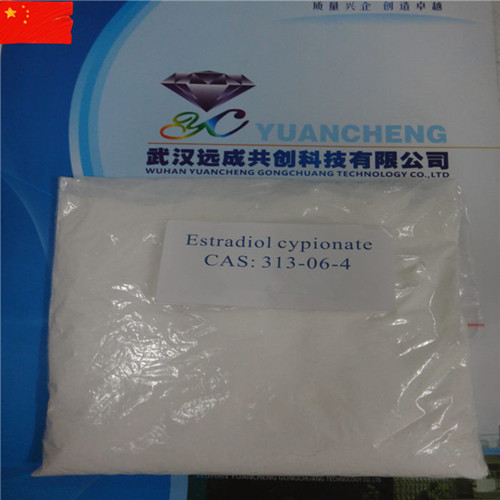 质量兴企 创造卓越
YC
YUANCHENG
武汉远成共创科技有限公司
WUHAN YUANCHENG GONGCHUANG TECHNOLOGY CO.,LTD
Estradiol cypionate
CAS: 313-06-4